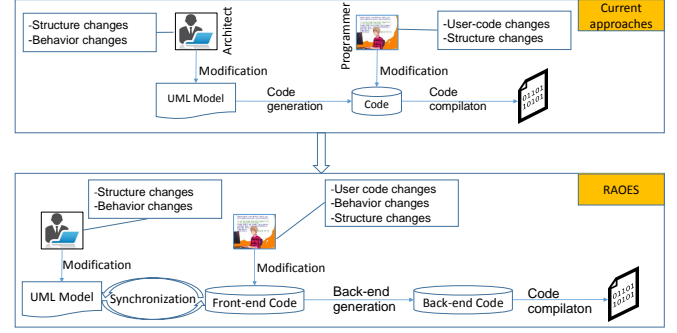 -Structure changes
-Behavior changes
Architect
Programmer
-User-code changes
-Structure changes
Current
approaches
Modification
Modification
UML Model
Code
generation
Code
Code
compilaton
01101
10101
-Structure changes
-Behavior changes
-User code changes
-Behavior changes
-Structure changes
RAOES
Modification
Modification
UML Model
Synchronization
Front-end Code
Back-end
generation
Back-end Code
Code
compilaton
01101
10101